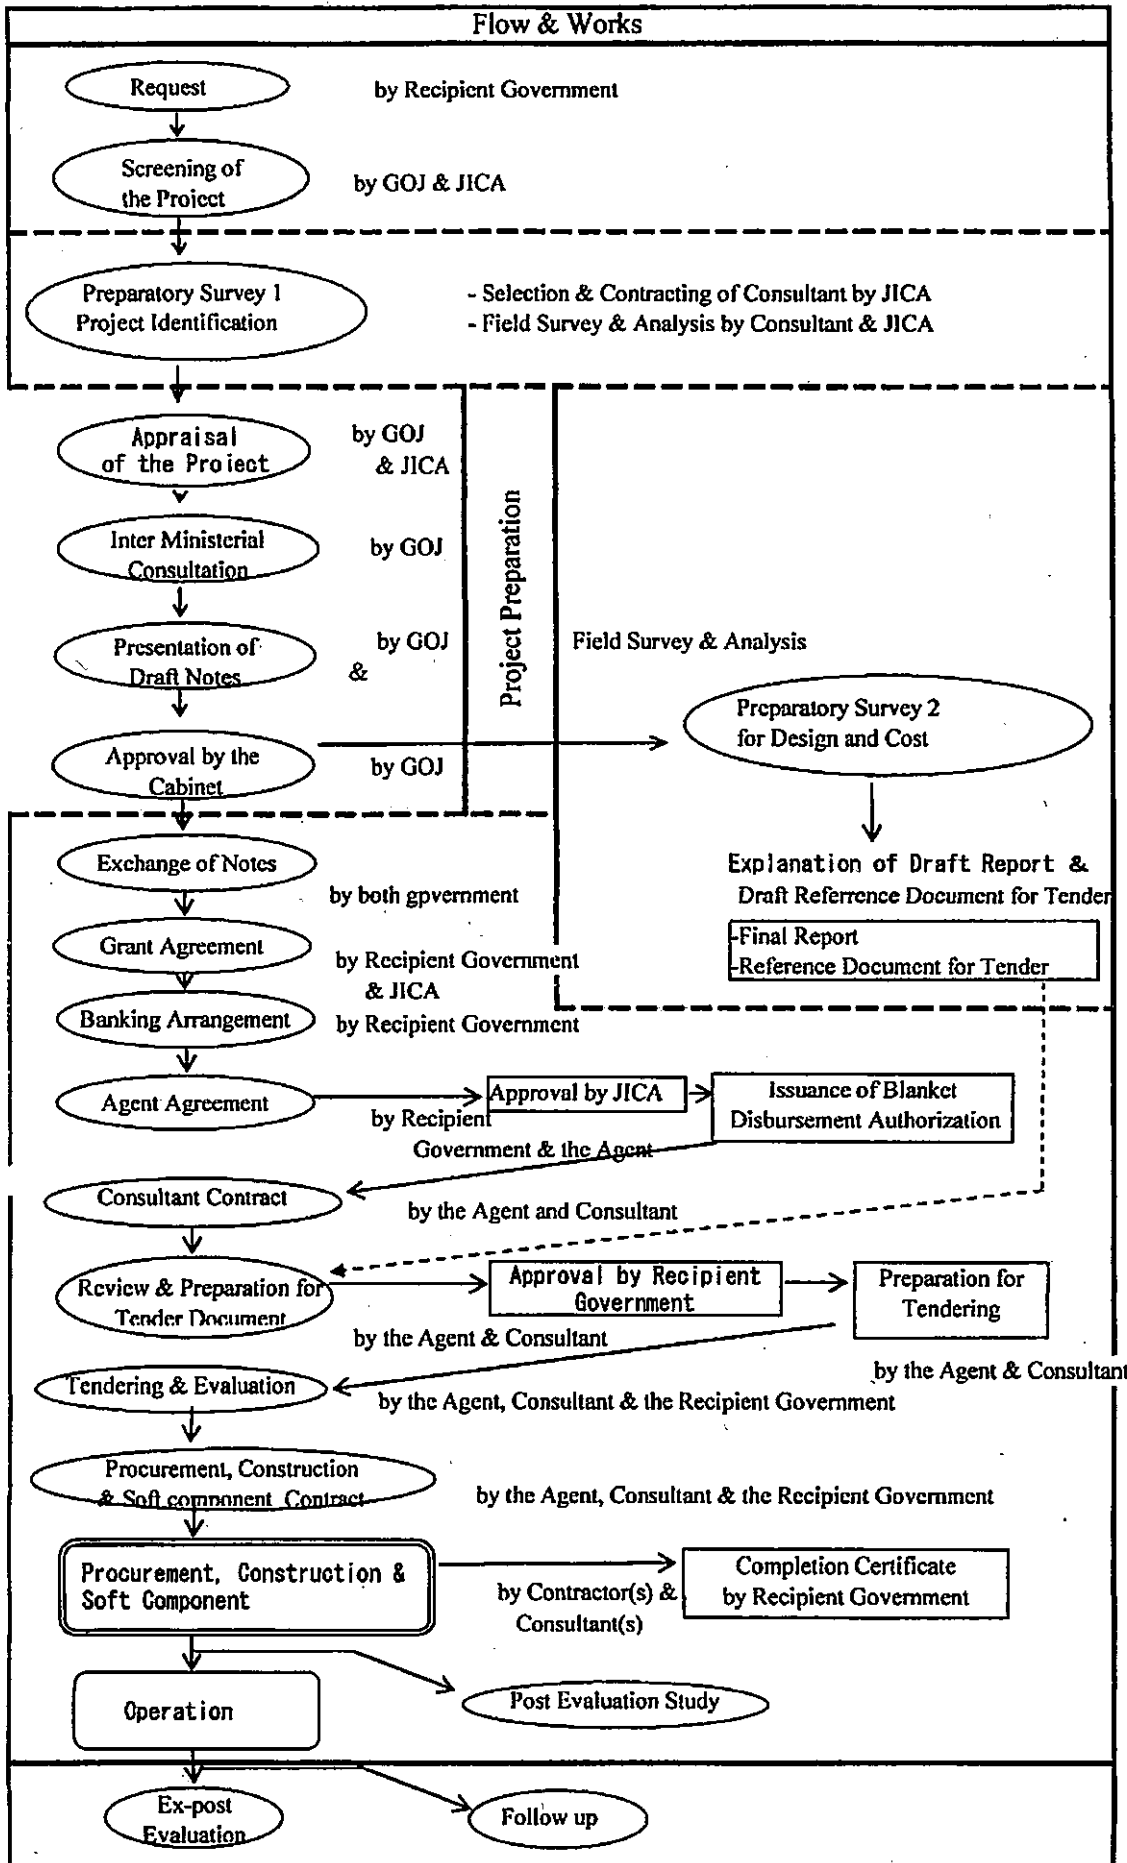 Flow & Works
Request
by Recipient Government
Screening of
the Project
by GOJ & JICA
Preparatory Survey 1
Project Identification
- Selection & Contracting of Consultant by JICA
- Field Survey & Analysis by Consultant & JICA
Appraisal
of the Project
by GOJ
& JICA
Inter Ministerial
Consultation
by GOJ
Presentation of
Draft Notes
by GOJ
&
Approval by the
Cabinet
by GOJ
Project Preparation
Field Survey & Analysis
Preparatory Survey 2
for Design and Cost
Explanation of Draft Report &
Draft Referrence Document for Tender
-Final Report
-Reference Document for Tender
Exchange of Notes
by both gpvernment
Grant Agreement
by Recipient Government
& JICA
Banking Arrangement
by Recipient Government
Agent Agreement
by Recipient
Government & the Agent
Approval by JICA
Issuance of Blanket
Disbursement Authorization
Consultant Contract
by the Agent and Consultant
Review & Preparation for
Tender Document
by the Agent & Consultant
Approval by Recipient
Government
Preparation for
Tendering
by the Agent & Consultant
Tendering & Evaluation
by the Agent, Consultant & the Recipient Government
Procurement, Construction
& Soft component Contract
by the Agent, Consultant & the Recipient Government
Procurement, Construction &
Soft Component
by Contractor(s) &
Consultant(s)
Completion Certificate
by Recipient Government
Operation
Post Evaluation Study
Ex-post
Evaluation
Follow up